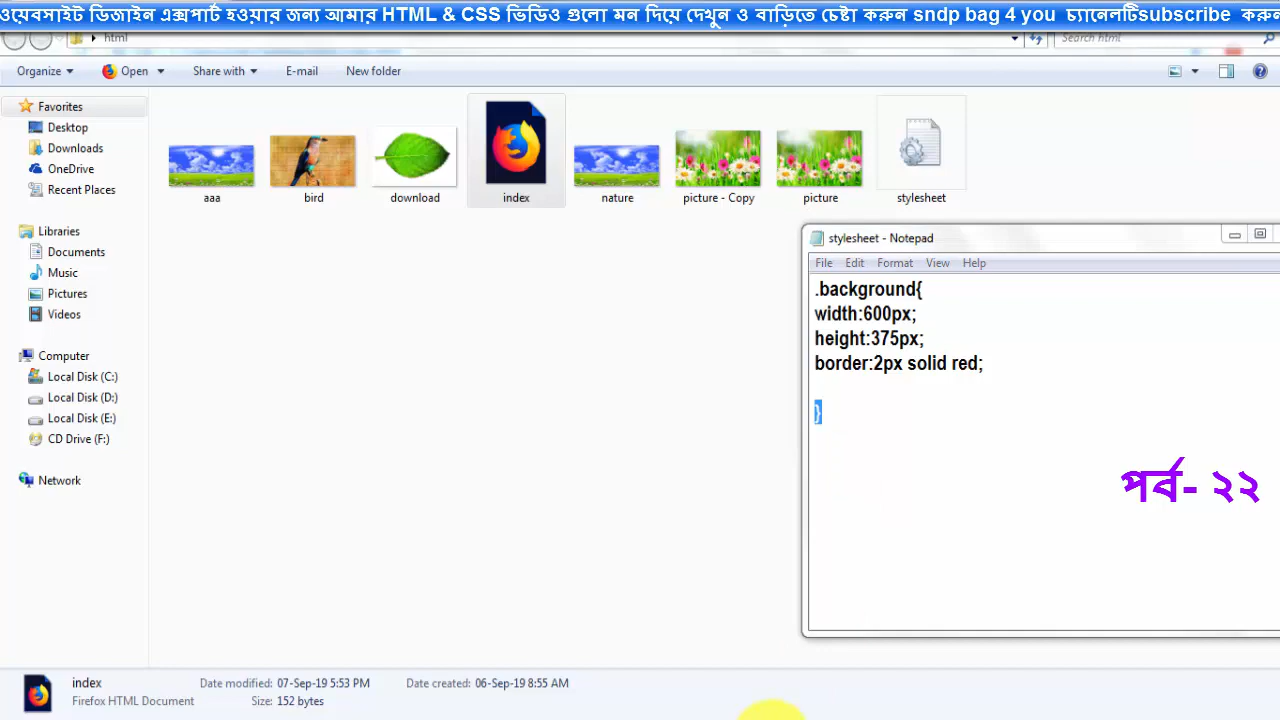 ওয়েবসাইট ডিজাইন এক্সপার্ট হওয়ার জন্য আমার HTML & CSS ভিডিও গুলো মন দিয়ে দেখুন ও বাড়িতে চেষ্টা করুন sndp bag 4 you চ্যানেলটিsubscribe করুন
html
Search html
Organize
Open
Share with
E-mail
New folder
Favorites
Desktop
Downloads
OneDrive
Recent Places
Libraries
Documents
Music
Pictures
Videos
Computer
Local Disk (C:)
Local Disk (D:)
Local Disk (E:)
CD Drive (F:)
Network
aaa
bird
download
index
nature
picture - Copy
picture
stylesheet
stylesheet - Notepad
File Edit Format View Help
.background{
width:600px;
height:375px;
border:2px solid red;
}
পর্ব- ২২
index
Date modified: 07-Sep-19 5:53 PM
Date created: 06-Sep-19 8:55 AM
Firefox HTML Document
Size: 152 bytes